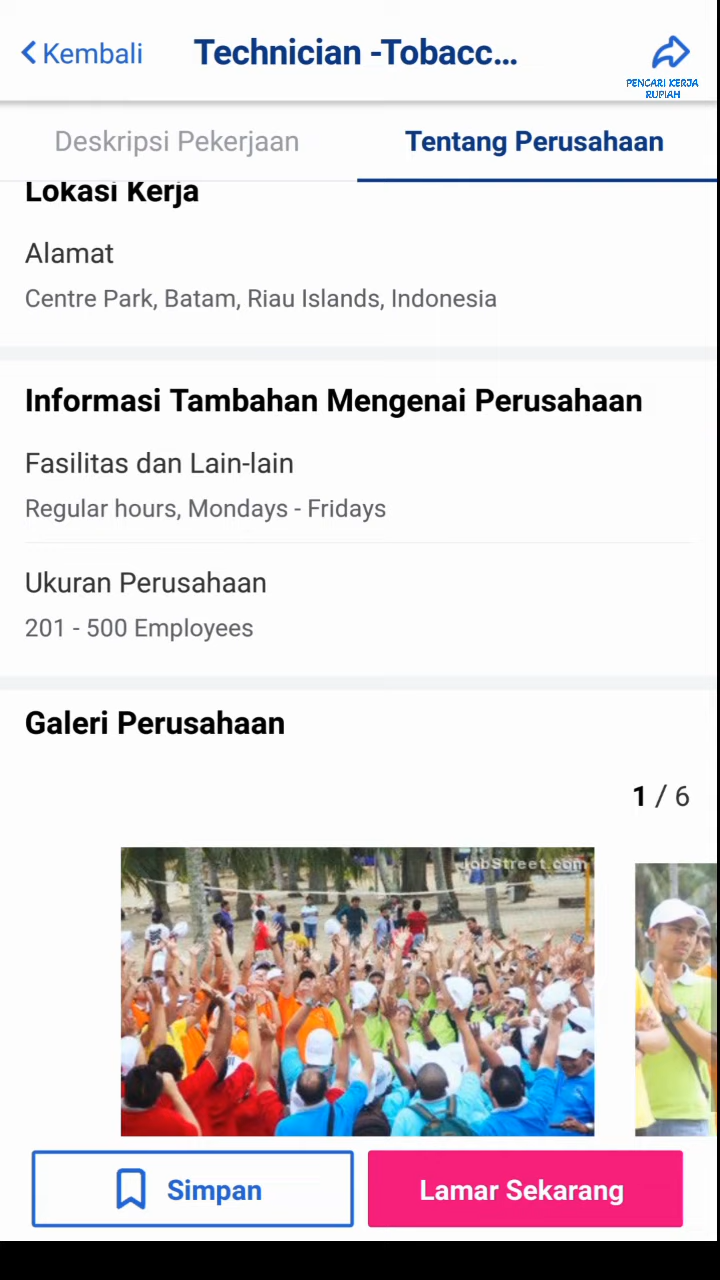 Kembali
Technician -Tobacc...
PENCARI KERJA
RUPIAH
Deskripsi Pekerjaan
Tentang Perusahaan
Lokasi Kerja
Alamat
Centre Park, Batam, Riau Islands, Indonesia
Informasi Tambahan Mengenai Perusahaan
Fasilitas dan Lain-lain
Regular hours, Mondays - Fridays
Ukuran Perusahaan
201 - 500 Employees
Galeri Perusahaan
1 / 6
JobStreet.com
Simpan
Lamar Sekarang